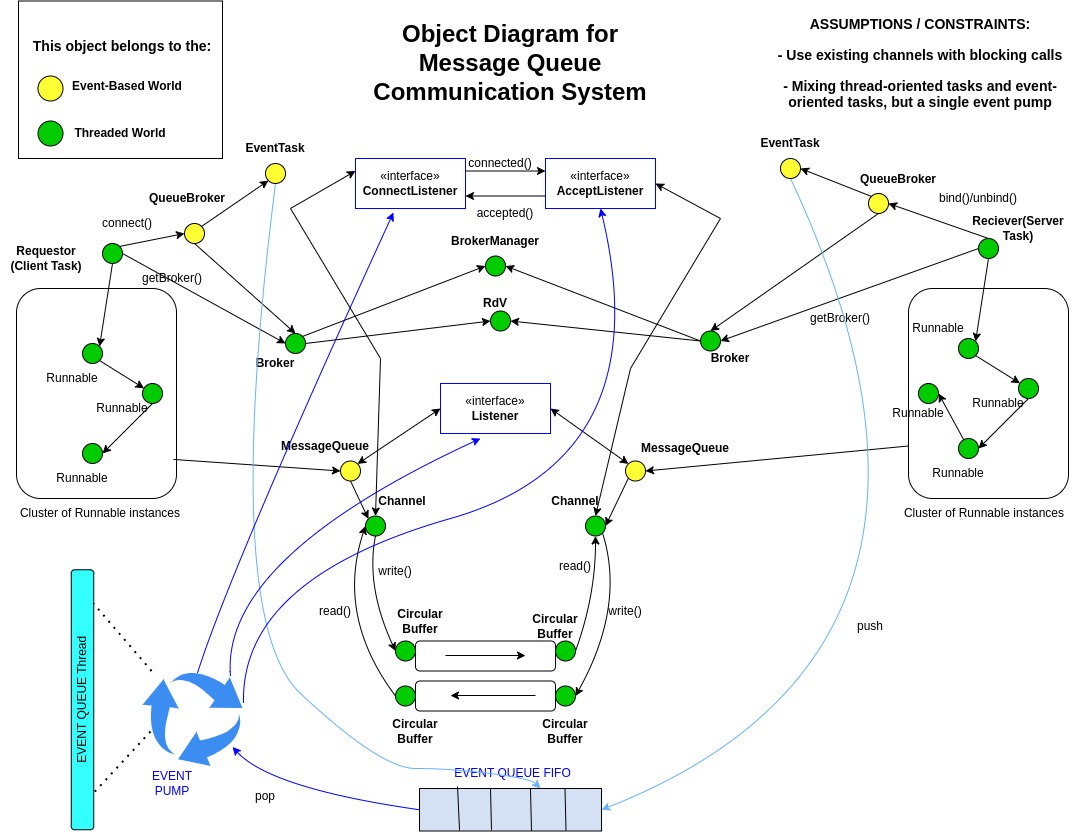 Object Diagram for
Message Queue
Communication System
This object belongs to the:
Event-Based World
Threaded World
ASSUMPTIONS / CONSTRAINTS:
- Use existing channels with blocking calls
- Mixing thread-oriented tasks and event-
oriented tasks, but a single event pump
EventTask
EventTask
QueueBroker
QueueBroker
connect()
bind()/unbind()
Requestor
(Client Task)
Reciever(Server
Task)
getBroker()
getBroker()
«interface»
ConnectListener
connected()
accepted()
«interface»
AcceptListener
BrokerManager
RdV
Broker
Broker
Runnable
Runnable
Runnable
Cluster of Runnable instances
Runnable
Runnable
Runnable
Runnable
Cluster of Runnable instances
«interface»
Listener
MessageQueue
MessageQueue
Channel
Channel
write()
read()
read()
write()
Circular
Buffer
Circular
Buffer
Circular
Buffer
Circular
Buffer
push
EVENT QUEUE Thread
EVENT
PUMP
pop
EVENT QUEUE FIFO